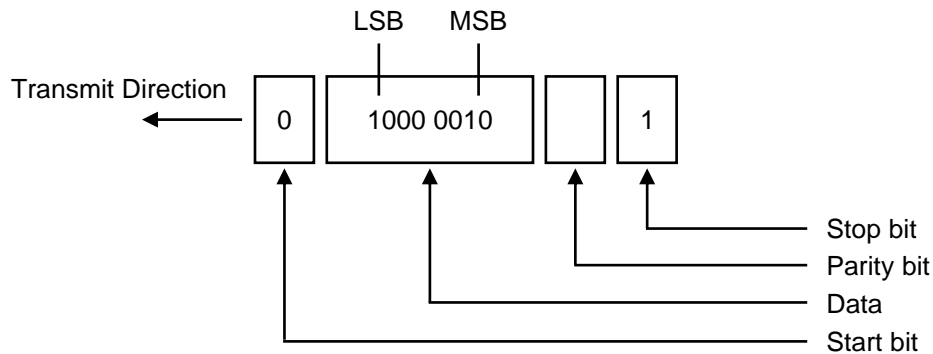 LSB MSB
Transmit Direction
0 1000 0010 1
Stop bit
Parity bit
Data
Start bit